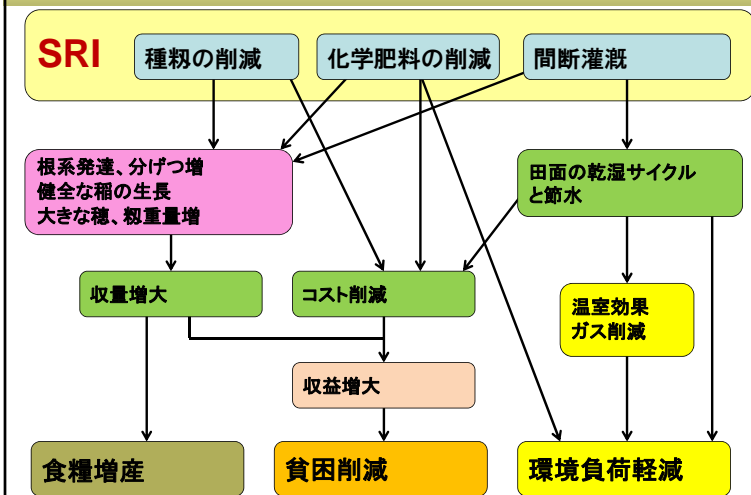 SRI
種籾の削減
化学肥料の削減
間断灌漑
根系発達、分げつ増
健全な稲の生長
大きな穂、籾重量増
田面の乾湿サイクル
と節水
収量増大
コスト削減
温室効果
ガス削減
収益増大
食糧増産
貧困削減
環境負荷軽減